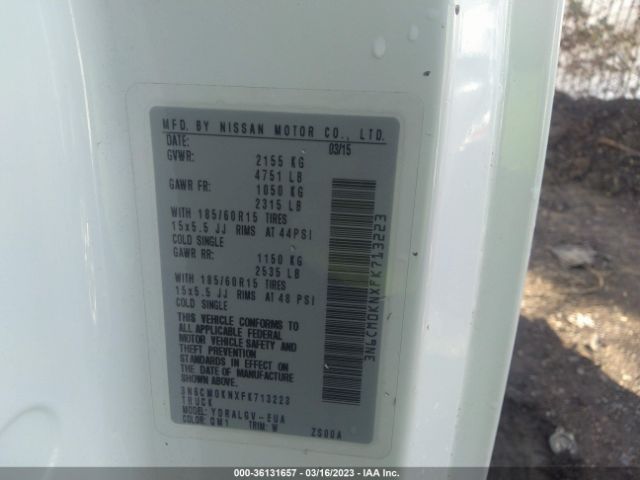 MFD. BY NISSAN MOTOR CO., LTD.
DATE: 03/15
GVWR: 2155 KG
4751 LB
GAWR FR: 1050 KG
2315 LB
WITH 185/60R15 TIRES
15x5.5 JJ RIMS AT 44PSI
COLD SINGLE
GAWR RR: 1150 KG
2535 LB
WITH 185/60R15 TIRES
15x5.5 JJ RIMS AT 48 PSI
COLD SINGLE
THIS VEHICLE CONFORMS TO
ALL APPLICABLE FEDERAL
MOTOR VEHICLE SAFETY AND
THEFT PREVENTION
STANDARDS IN EFFECT ON
THE DATE OF MANUFACTURE
SHOWN ABOVE.
3N6CM0KNXFK713223
TRUCK
MODEL: YDRALGV-EUA
COLOR: QM1 TRIM: W ZS00A
3N6CM0KNXFK713223
000-36131657 - 03/16/2023 - IAA Inc.